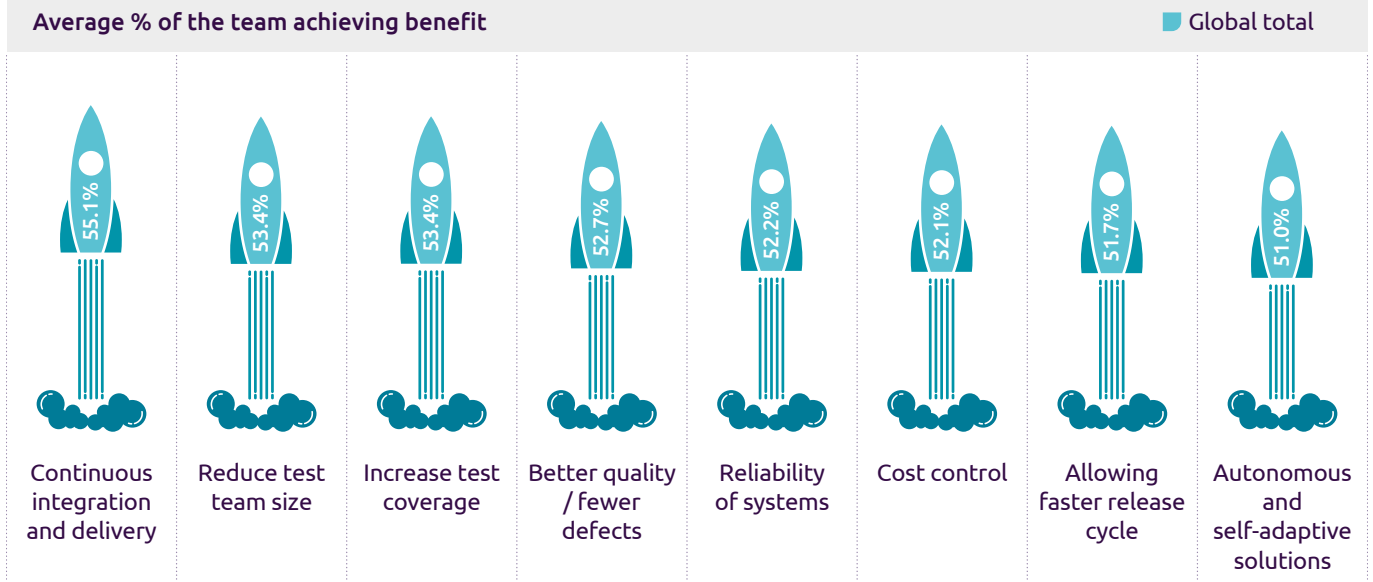 Average % of the team achieving benefit
Global total
55.1%
53.4%
53.4%
52.7%
52.2%
52.1%
51.7%
51.0%
Continuous
integration
and delivery
Reduce test
team size
Increase test
coverage
Better quality
/ fewer
defects
Reliability
of systems
Cost control
Allowing
faster release
cycle
Autonomous
and
self-adaptive
solutions